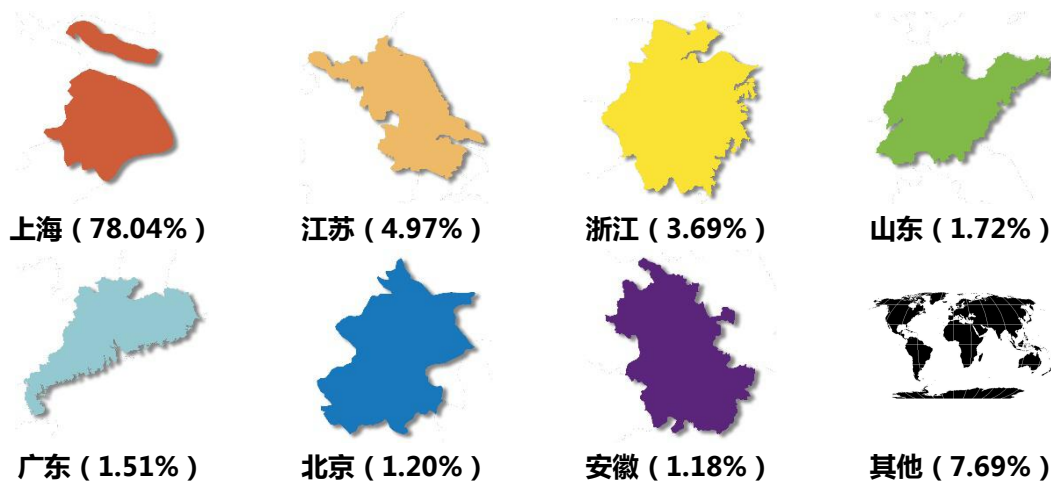 上海（78.04%）
江苏（4.97%）
浙江（3.69%）
山东（1.72%）
广东（1.51%）
北京（1.20%）
安徽（1.18%）
其他（7.69%）